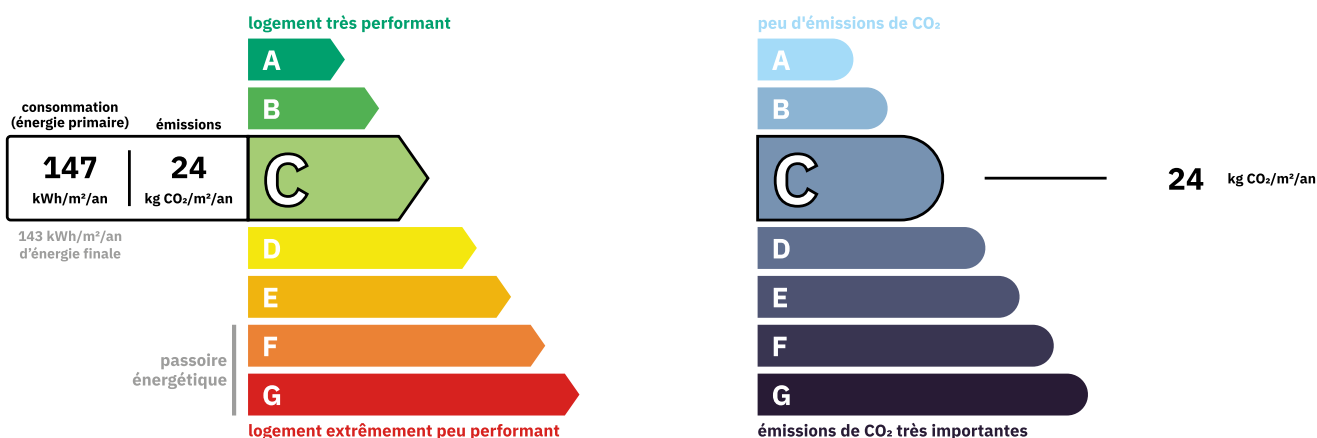 logement très performant
A
B
consommation
(énergie primaire)
émissions
147
kWh/m²/an
24
kg CO₂/m²/an
C
143 kWh/m²/an
d'énergie finale
D
E
passoire
énergétique
F
G
logement extrêmement peu performant
peu d'émissions de CO₂
A
B
C
24 kg CO₂/m²/an
D
E
F
G
émissions de CO₂ très importantes